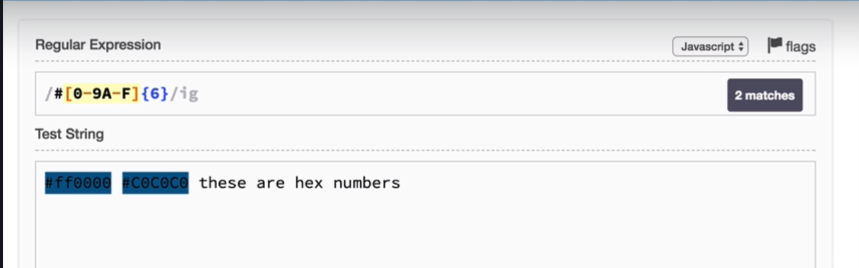 Regular Expression
Javascript
flags
/#[0-9A-F]{6}/ig
2 matches
Test String
#ff0000 #C0C0C0 these are hex numbers